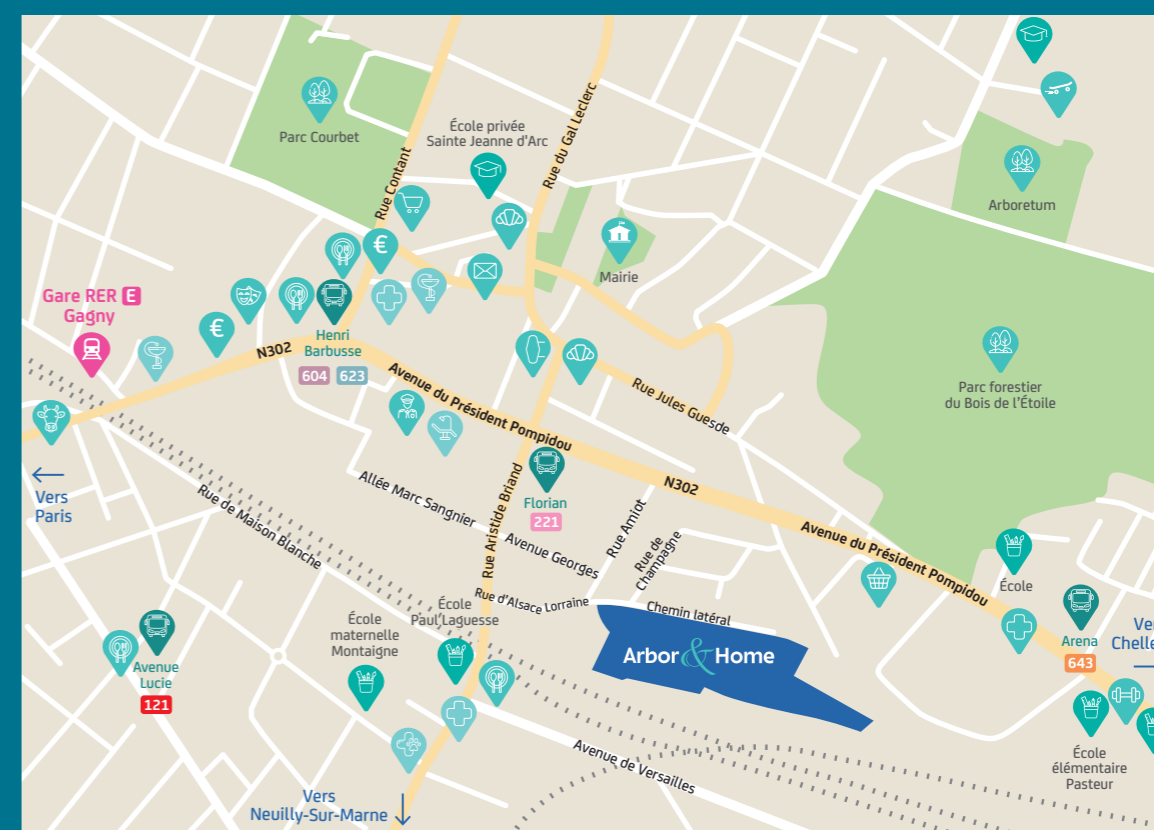 Parc Courbet
École privée
Sainte Jeanne d'Arc
Rue Contant
Rue du Gal Leclerc
Arboretum
Mairie
€
€
Gare RER E
Gagny
Henri
Barbusse
604 623
N302
Avenue du Président Pompidou
Rue Jules Guesde
Parc forestier
du Bois de l'Étoile
Vers
Paris
Rue de Maison Blanche
Allée Marc Sangnier
Rue Aristide Briand
Florian
221
N302
Avenue Georges
Rue Amiot
Rue de
Champagne
Avenue du Président Pompidou
École
Rue d'Alsace Lorraine
Chemin latéral
Arbor & Home
École
maternelle
Montaigne
École
Paul Laguesse
Avenue
Lucie
121
Arena
643
Avenue de Versailles
École
élémentaire
Pasteur
Vers
Neuilly-Sur-Marne